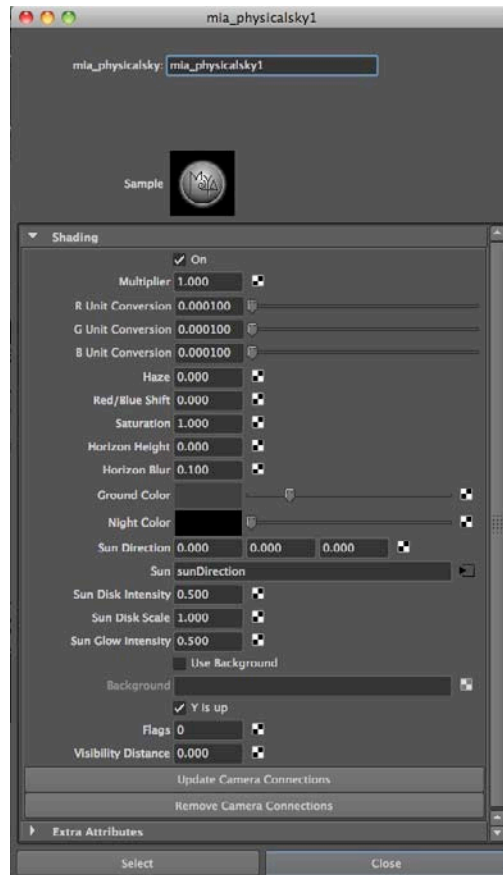 mia_physicalsky1
mia_physicalsky: mia_physicalsky1
Sample
MAYA
Shading
On
Multiplier 1.000
R Unit Conversion 0.000100
G Unit Conversion 0.000100
B Unit Conversion 0.000100
Haze 0.000
Red/Blue Shift 0.000
Saturation 1.000
Horizon Height 0.000
Horizon Blur 0.100
Ground Color
Night Color
Sun Direction 0.000 0.000 0.000
Sun sunDirection
Sun Disk Intensity 0.500
Sun Disk Scale 1.000
Sun Glow Intensity 0.500
Use Background
Background
Y is up
Flags 0
Visibility Distance 0.000
Update Camera Connections
Remove Camera Connections
Extra Attributes
Select Close